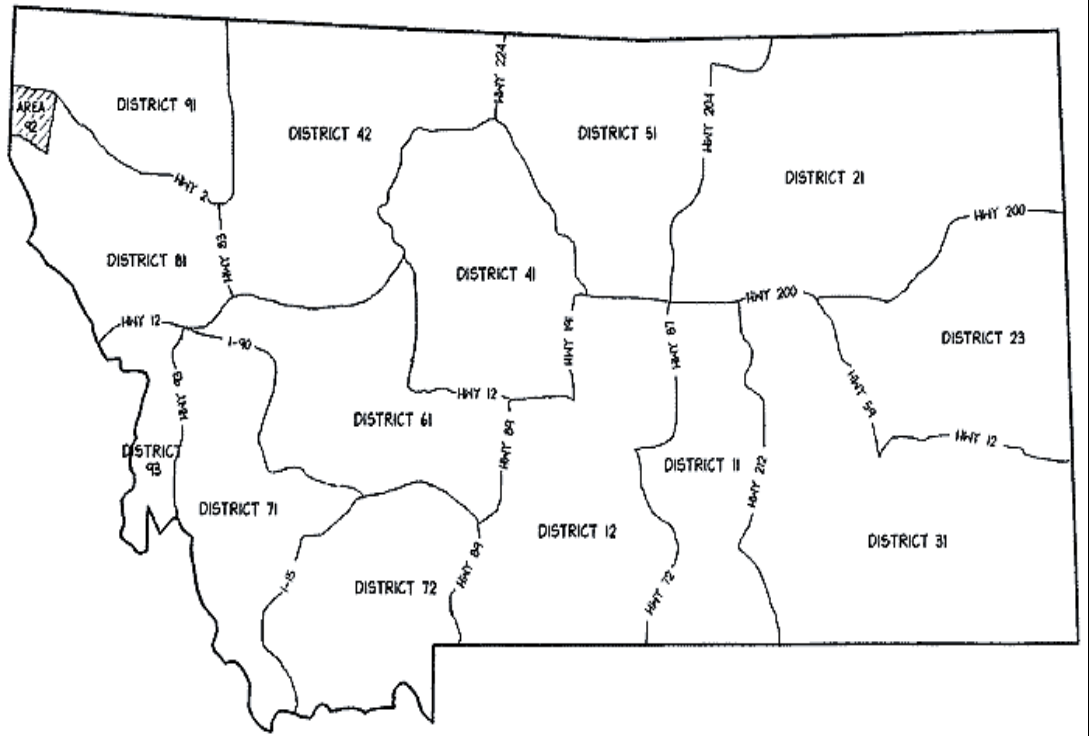 HWY 224
DISTRICT 91
AREA
92
DISTRICT 42
DISTRICT 51
HWY 204
DISTRICT 21
HWY 2
HWY 200
HWY 83
DISTRICT 81
DISTRICT 41
HWY 200
HWY 12
I-90
HWY 191
HWY 87
DISTRICT 23
HWY 93
HWY 12
HWY 59
DISTRICT 61
HWY 89
HWY 12
DISTRICT
93
DISTRICT 11
HWY 212
DISTRICT 71
DISTRICT 12
DISTRICT 31
I-15
DISTRICT 72
HWY 89
HWY 72